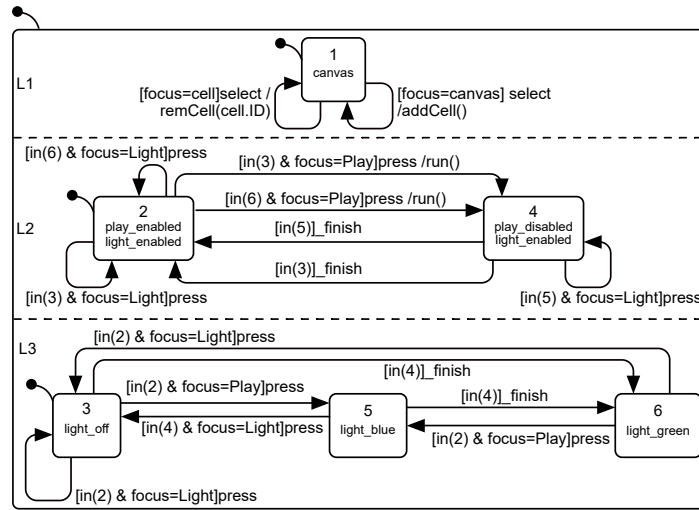 L1
1
canvas
[focus=cell]select /
remCell(cell.ID)
[focus=canvas] select
/addCell()
L2
[in(6) & focus=Light]press
[in(3) & focus=Play]press /run()
[in(6) & focus=Play]press /run()
[in(5)]_finish
[in(3)]_finish
2
play_enabled
light_enabled
4
play_disabled
light_enabled
[in(3) & focus=Light]press
[in(5) & focus=Light]press
L3
[in(2) & focus=Light]press
[in(4)]_finish
[in(2) & focus=Play]press
[in(4)]_finish
3
light_off
[in(4) & focus=Light]press
5
light_blue
[in(2) & focus=Play]press
6
light_green
[in(2) & focus=Light]press